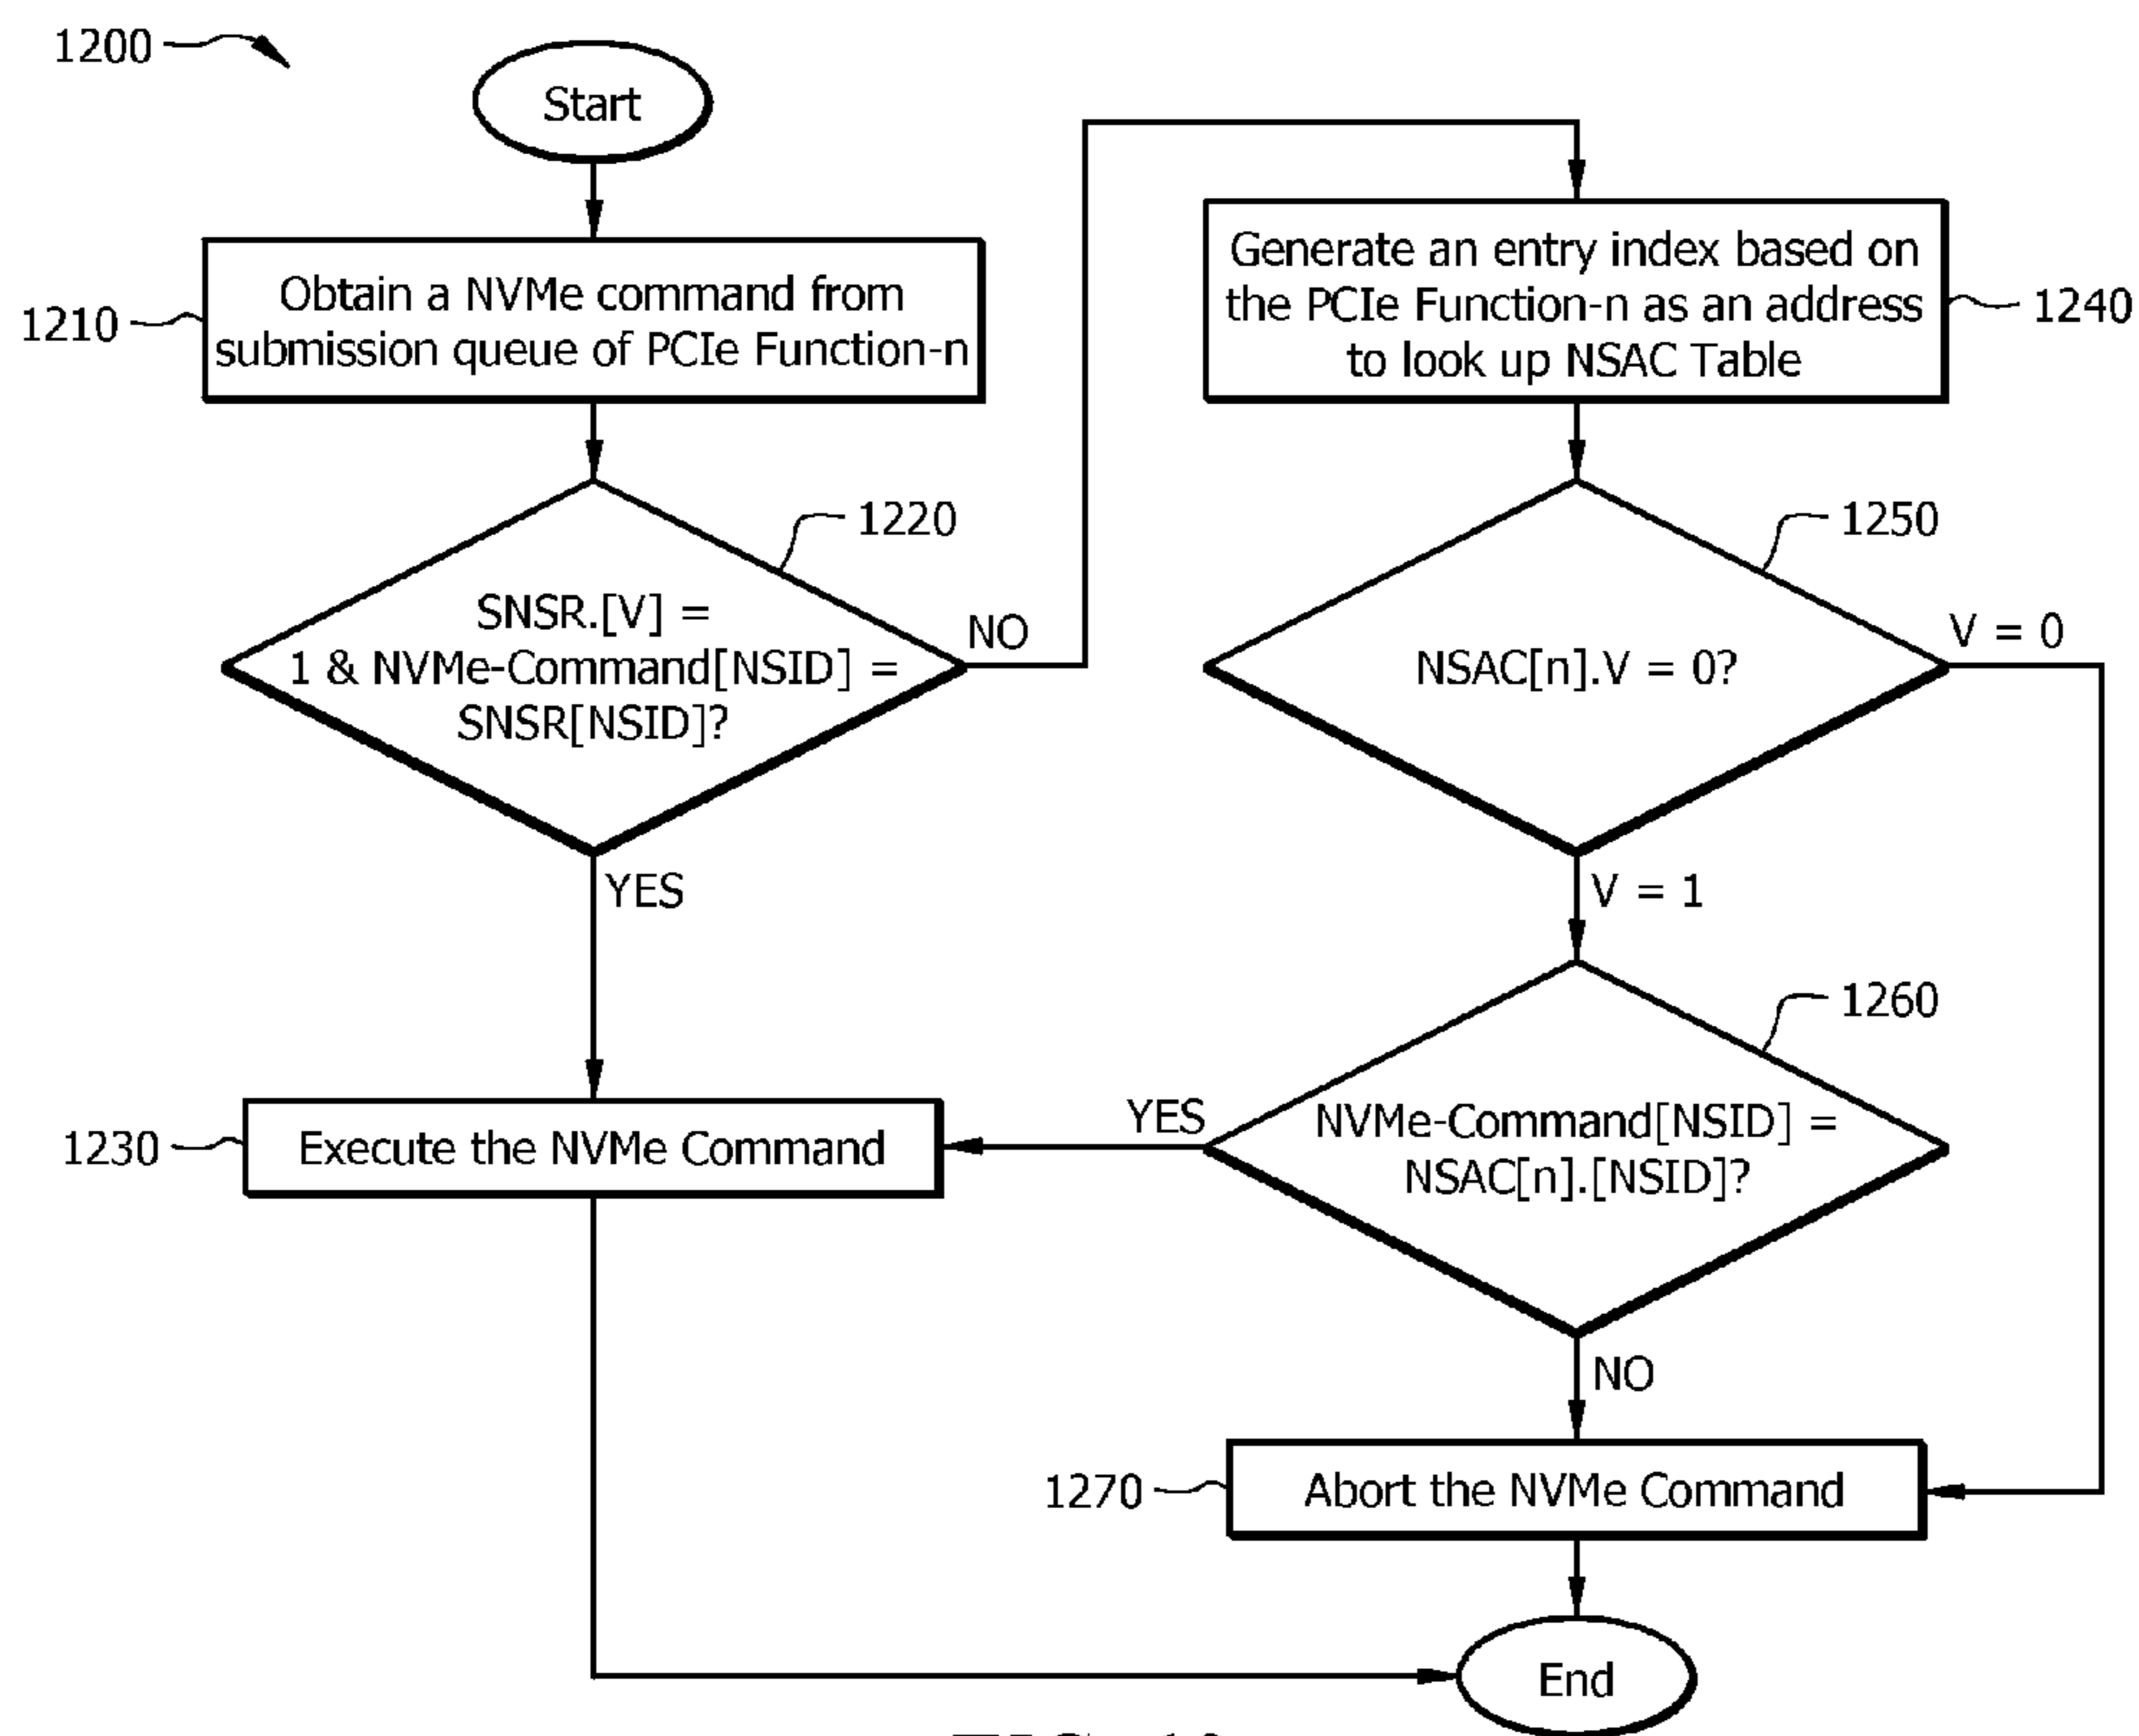 1200
Start
1210
Obtain a NVMe command from
submission queue of PCIe Function-n
1220
SNSR.[V] =
1 & NVMe-Command[NSID] =
SNSR[NSID]?
NO
YES
1230
Execute the NVMe Command
Generate an entry index based on
the PCIe Function-n as an address
to look up NSAC Table
1240
1250
NSAC[n].V = 0?
V = 0
V = 1
1260
NVMe-Command[NSID] =
NSAC[n].[NSID]?
YES
NO
1270
Abort the NVMe Command
End